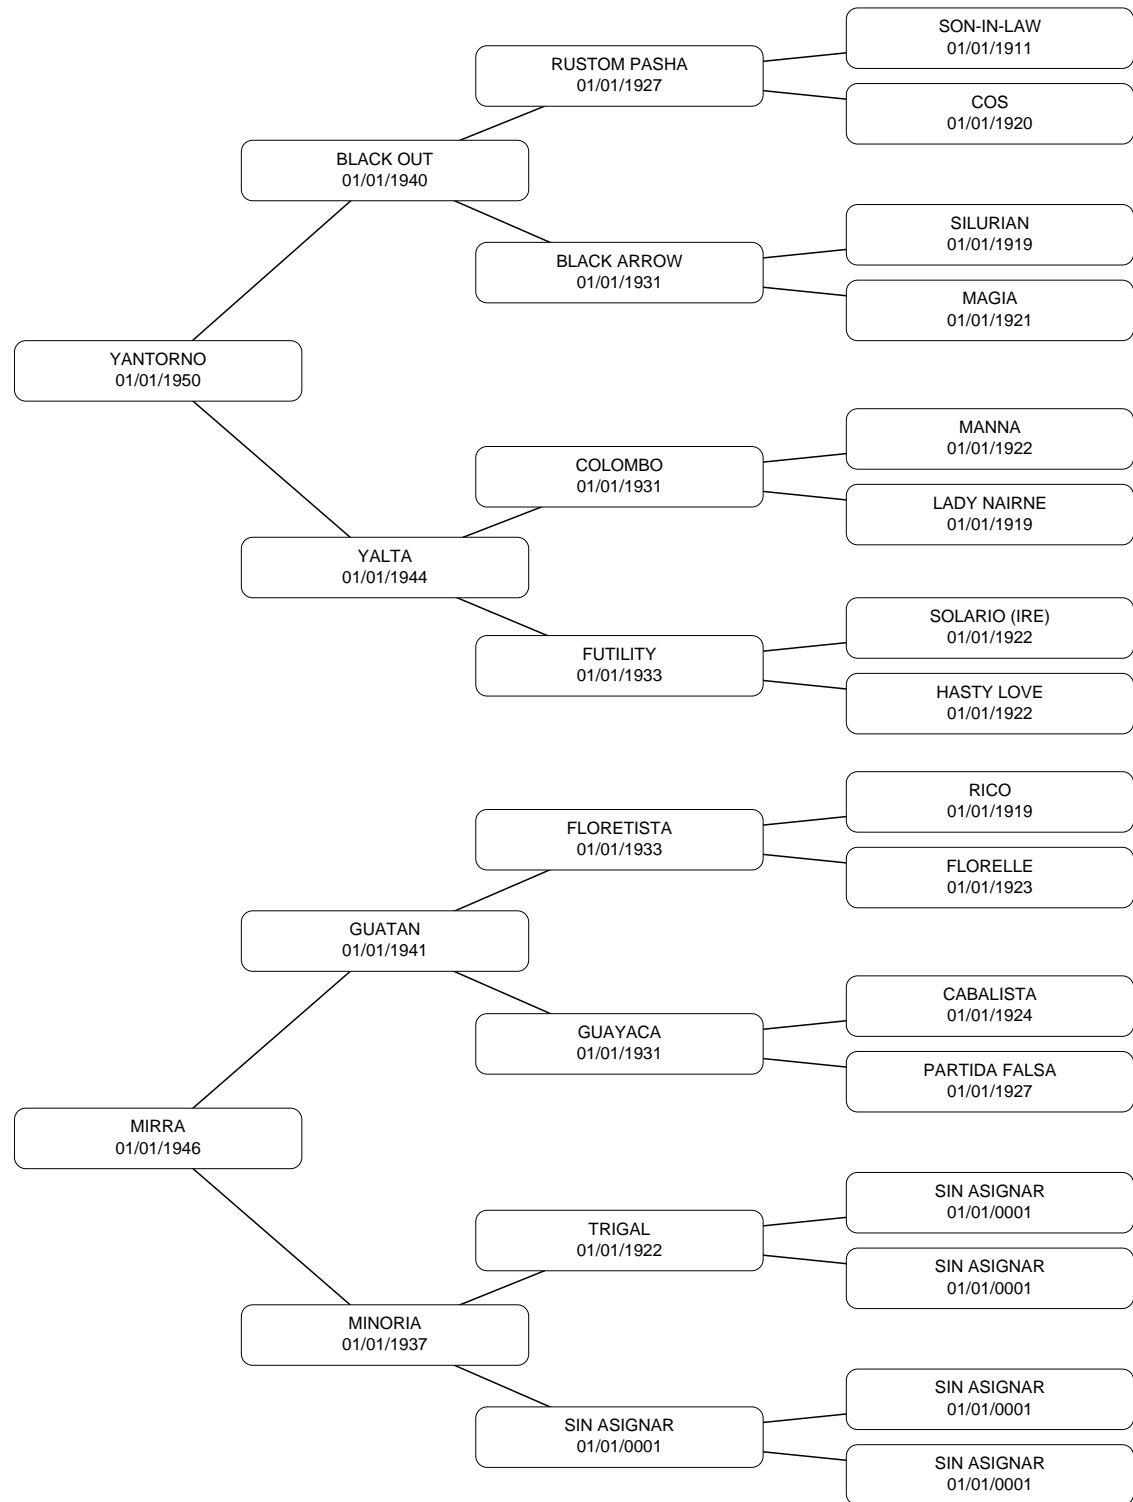 SON-IN-LAW
01/01/1911
RUSTOM PASHA
01/01/1927
COS
01/01/1920
BLACK OUT
01/01/1940
SILURIAN
01/01/1919
BLACK ARROW
01/01/1931
MAGIA
01/01/1921
YANTORNO
01/01/1950
MANNA
01/01/1922
COLOMBO
01/01/1931
LADY NAIRNE
01/01/1919
YALTA
01/01/1944
SOLARIO (IRE)
01/01/1922
FUTILITY
01/01/1933
HASTY LOVE
01/01/1922
RICO
01/01/1919
FLORETISTA
01/01/1933
FLORELLE
01/01/1923
GUATAN
01/01/1941
CABALISTA
01/01/1924
GUAYACA
01/01/1931
PARTIDA FALSA
01/01/1927
MIRRA
01/01/1946
SIN ASIGNAR
01/01/0001
TRIGAL
01/01/1922
SIN ASIGNAR
01/01/0001
MINORIA
01/01/1937
SIN ASIGNAR
01/01/0001
SIN ASIGNAR
01/01/0001
SIN ASIGNAR
01/01/0001